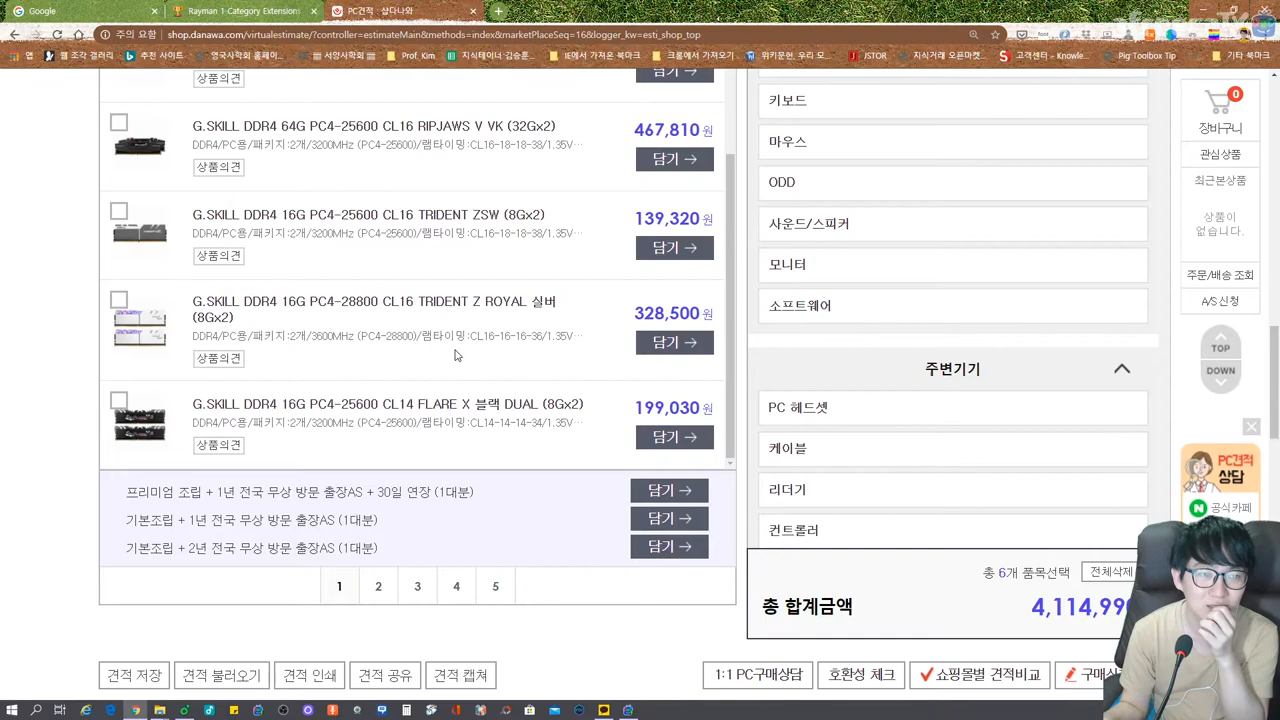 Google
Rayman 1 Category Extensions
PC견적 : 샵다나와
주의 요함
shop.danawa.com/virtualestimate/?controller=estimateMain&methods=index&marketPlaceSeq=16&logger_kw=esti_shop_top
앱
웹 조각 갤러리
추천 사이트
영국사학회 홈페이...
서양사학회
Prof. Kim
지식테이너 김승훈...
IE에서 가져온 북마크
크롬에서 가져오기
위키문헌, 우리 모...
JSTOR
지식거래 오픈마켓...
고객센터 - Knowle...
Pig Toolbox Tip
기타 북마크
상품의견
담기
G.SKILL DDR4 64G PC4-25600 CL16 RIPJAWS V VK (32Gx2)
DDR4/PC용/패키지:2개/3200MHz (PC4-25600)/램타이밍:CL16-18-18-38/1.35V···
상품의견
467,810 원
담기 →
G.SKILL DDR4 16G PC4-25600 CL16 TRIDENT ZSW (8Gx2)
DDR4/PC용/패키지:2개/3200MHz (PC4-25600)/램타이밍:CL16-18-18-38/1.35V···
상품의견
139,320 원
담기 →
G.SKILL DDR4 16G PC4-28800 CL16 TRIDENT Z ROYAL 실버
(8Gx2)
DDR4/PC용/패키지:2개/3600MHz (PC4-28800)/램타이밍:CL16-16-16-36/1.35V···
상품의견
328,500 원
담기 →
G.SKILL DDR4 16G PC4-25600 CL14 FLARE X 블랙 DUAL (8Gx2)
DDR4/PC용/패키지:2개/3200MHz (PC4-25600)/램타이밍:CL14-14-14-34/1.35V···
상품의견
199,030 원
담기 →
프리미엄 조립 + 1년 전국 무상 방문 출장AS + 30일 연장 (1대분)
담기 →
기본조립 + 1년 전국 무상 방문 출장AS (1대분)
담기 →
기본조립 + 2년 전국 무상 방문 출장AS (1대분)
담기 →
1 2 3 4 5
견적 저장
견적 불러오기
견적 인쇄
견적 공유
견적 캡쳐
키보드
마우스
ODD
사운드/스피커
모니터
소프트웨어
주변기기
PC 헤드셋
케이블
리더기
컨트롤러
총 6개 품목선택
전체삭제
총 합계금액
4,114,99
1:1 PC구매상담
호환성 체크
쇼핑몰별 견적비교
구매
0
장바구니
관심상품
최근본상품
상품이
없습니다.
주문/배송 조회
A/S 신청
TOP
DOWN
PC견적
상담
N 공식카페